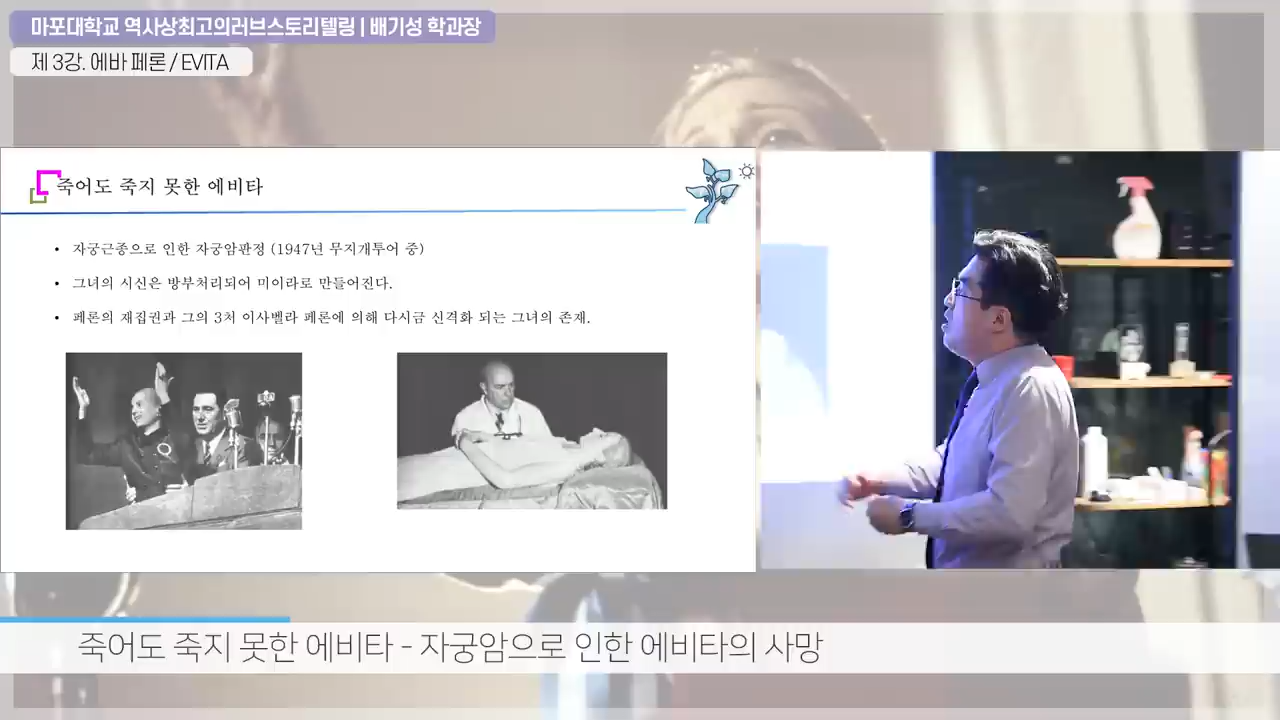 마포대학교 역사상최고의러브스토리텔링 | 배기성 학과장
제 3강. 에바 페론 / EVITA
죽어도 죽지 못한 에비타
• 자궁근종으로 인한 자궁암판정 (1947년 무지개투어 중)
• 그녀의 시신은 방부처리되어 미이라로 만들어진다.
• 페론의 재집권과 그의 3처 이사벨라 페론에 의해 다시금 신격화 되는 그녀의 존재.
죽어도 죽지 못한 에비타 - 자궁암으로 인한 에비타의 사망